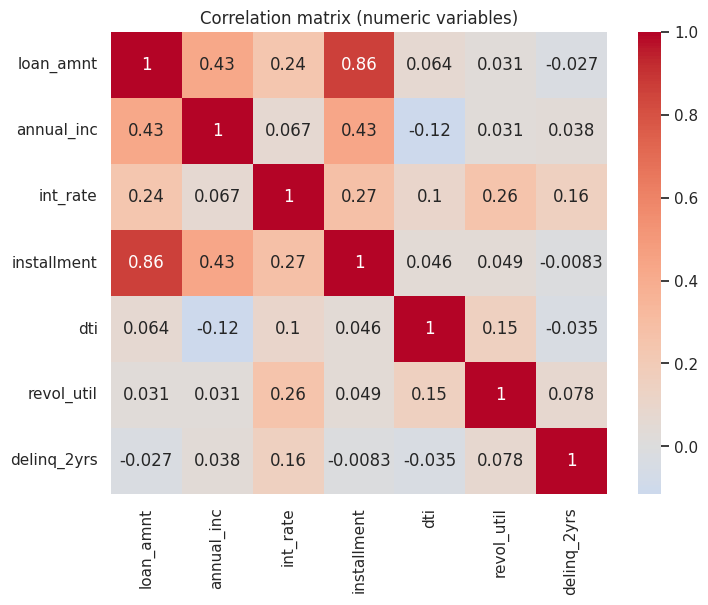 Correlation matrix (numeric variables)
loan_amnt 1 0.43 0.24 0.86 0.064 0.031 -0.027
annual_inc 0.43 1 0.067 0.43 -0.12 0.031 0.038
int_rate 0.24 0.067 1 0.27 0.1 0.26 0.16
installment 0.86 0.43 0.27 1 0.046 0.049 -0.0083
dti 0.064 -0.12 0.1 0.046 1 0.15 -0.035
revol_util 0.031 0.031 0.26 0.049 0.15 1 0.078
delinq_2yrs -0.027 0.038 0.16 -0.0083 -0.035 0.078 1
loan_amnt annual_inc int_rate installment dti revol_util delinq_2yrs
1.0
0.8
0.6
0.4
0.2
0.0